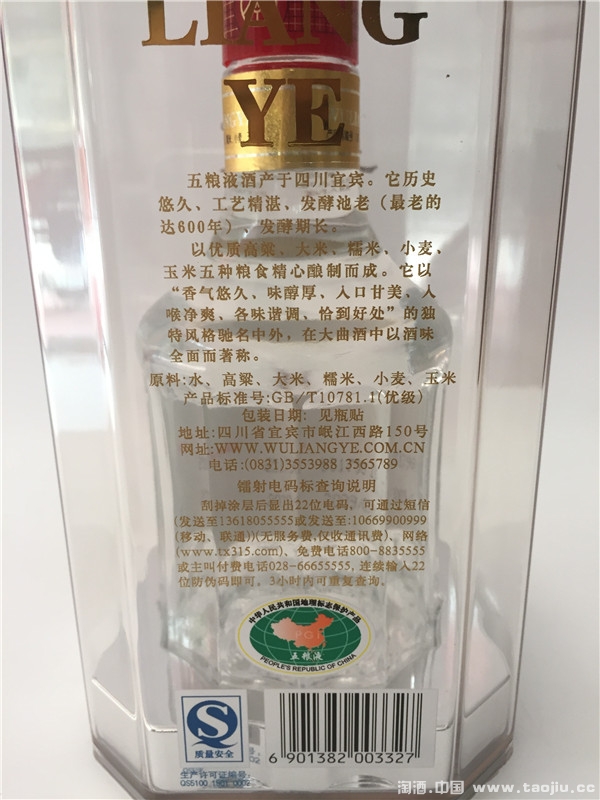 LIANG
YE
五粮液酒产于四川宜宾。它历史
悠久、工艺精湛、发酵池老（最老的
达600年）、发酵期长。
以优质高粱、大米、糯米、小麦、
玉米五种粮食精心酿制而成。它以
“香气悠久、味醇厚、入口甘美、入
喉净爽、各味谐调、恰到好处”的独
特风格驰名中外，在大曲酒中以酒味
全面而著称。
原料:水、高粱、大米、糯米、小麦、玉米
产品标准号:GB/T10781.1(优级)
包装日期: 见瓶贴
地址:四川省宜宾市岷江西路150号
网址:WWW.WULIANGYE.COM.CN
电话:(0831)3553988 3565789
镭射电码标查询说明
刮掉涂层后显出22位电码，可通过短信
(发送至13618055555或发送至:10669900999
(移动、联通))(无服务费,仅收通讯费)、网络
(www.tx315.com)、免费电话800-8835555
或主叫付费电话028-66655555, 连续输入22
位防伪码即可。3小时内可重复查询。
中华人民共和国地理标志保护产品
PGI
五粮液
PEOPLE'S REPUBLIC OF CHINA
质量安全
生产许可证编号:
QS5100
6 901382 003327
淘酒.中国 www.taojiu.cc